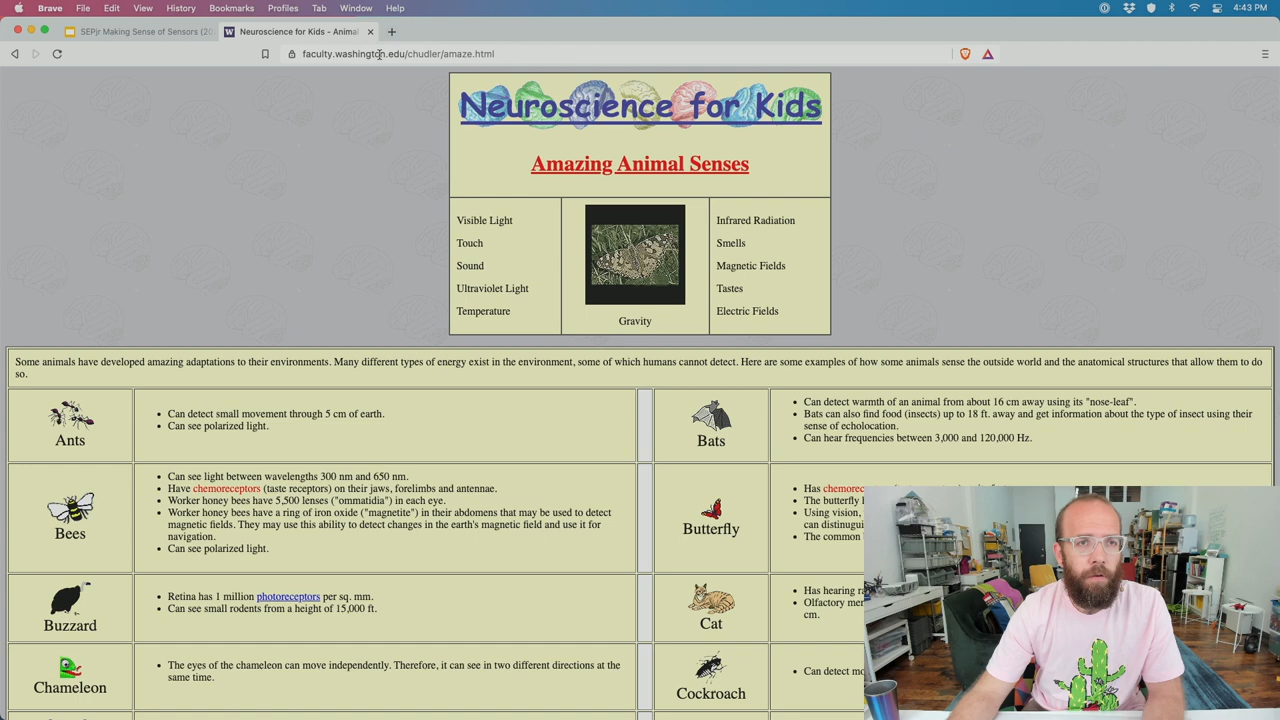 Brave File Edit View History Bookmarks Profiles Tab Window Help
4:43 PM
SEPjr Making Sense of Sensors (20
Neuroscience for Kids - Animal
faculty.washington.edu/chudler/amaze.html
Neuroscience for Kids
Amazing Animal Senses
Visible Light
Touch
Sound
Ultraviolet Light
Temperature
Gravity
Infrared Radiation
Smells
Magnetic Fields
Tastes
Electric Fields
Some animals have developed amazing adaptations to their environments. Many different types of energy exist in the environment, some of which humans cannot detect. Here are some examples of how some animals sense the outside world and the anatomical structures that allow them to do
so.
Ants
• Can detect small movement through 5 cm of earth.
• Can see polarized light.
Bats
• Can detect warmth of an animal from about 16 cm away using its "nose-leaf".
• Bats can also find food (insects) up to 18 ft. away and get information about the type of insect using their
sense of echolocation.
• Can hear frequencies between 3,000 and 120,000 Hz.
Bees
• Can see light between wavelengths 300 nm and 650 nm.
• Have chemoreceptors (taste receptors) on their jaws, forelimbs and antennae.
• Worker honey bees have 5,500 lenses ("ommatidia") in each eye.
• Worker honey bees have a ring of iron oxide ("magnetite") in their abdomens that may be used to detect
magnetic fields. They may use this ability to detect changes in the earth's magnetic field and use it for
navigation.
• Can see polarized light.
Butterfly
• Has chemorec
• The butterfly
• Using vision,
can distingui
• The common
Buzzard
• Retina has 1 million photoreceptors per sq. mm.
• Can see small rodents from a height of 15,000 ft.
Cat
• Has hearing ra
• Olfactory mer
cm.
Chameleon
• The eyes of the chameleon can move independently. Therefore, it can see in two different directions at the
same time.
Cockroach
• Can detect mo